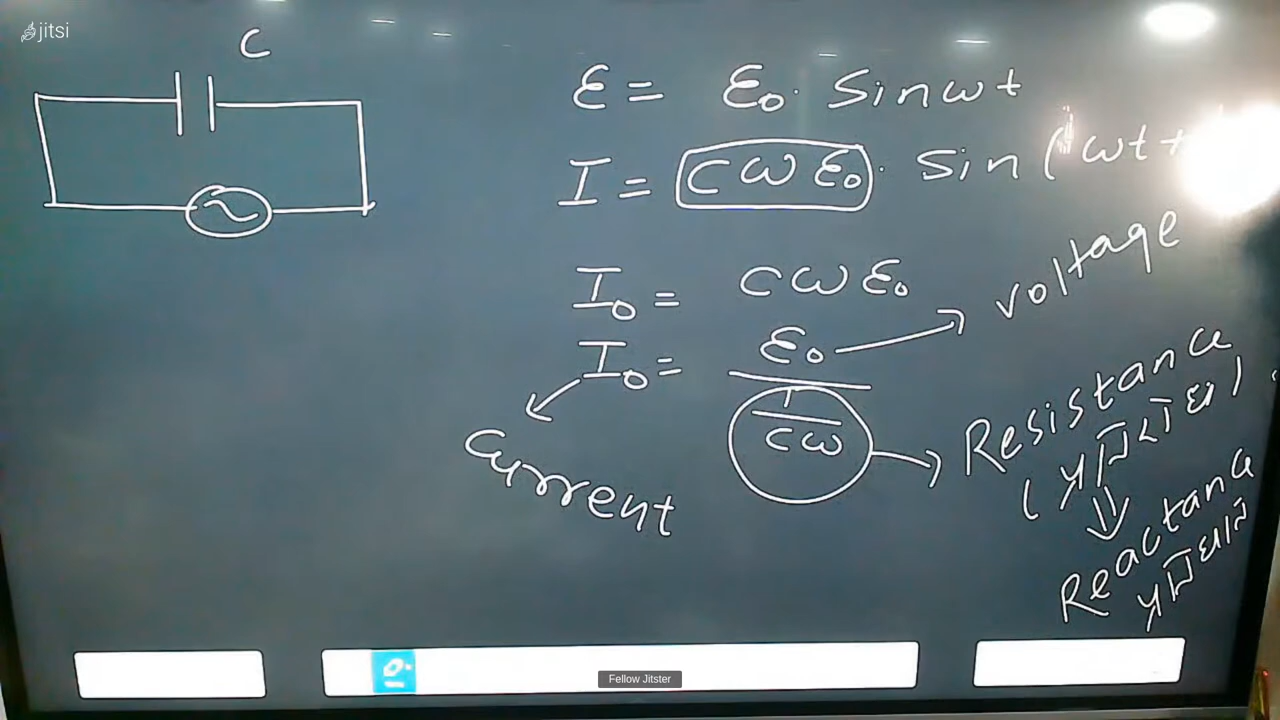 jitsi
C
ε = ε₀. sinωt
I = cωε₀. sin(ωt+
I₀ = cωε₀
voltage
I₀ = ε₀
1
cω
Current
Resistance
Reactance
Fellow Jitster